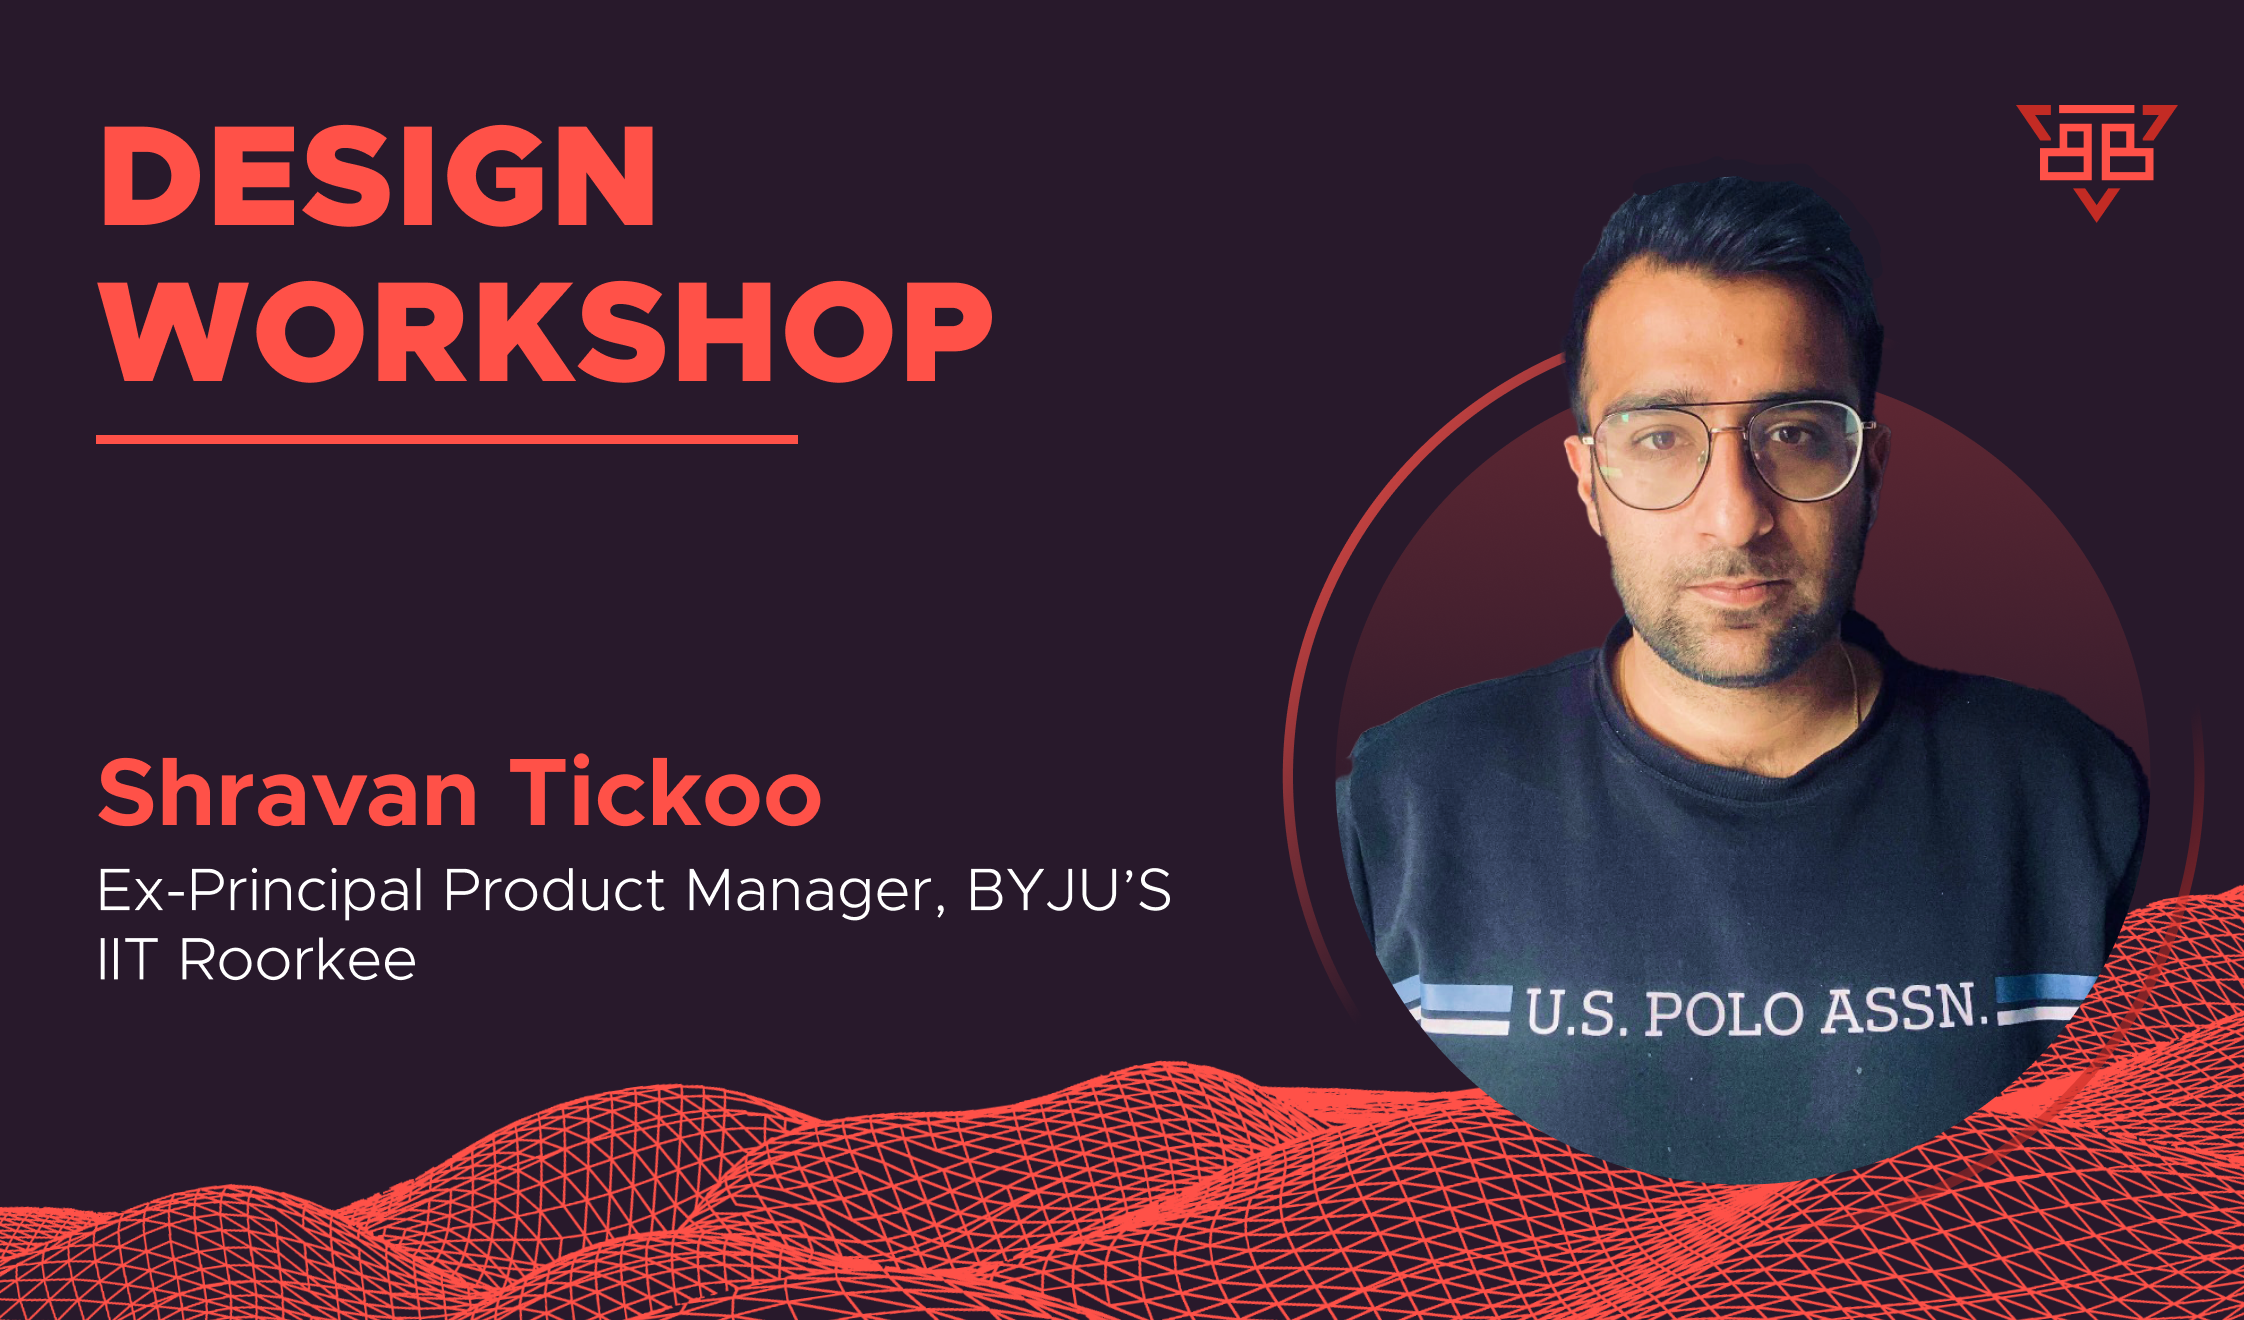 DESIGN
WORKSHOP
Shravan Tickoo
Ex-Principal Product Manager, BYJU’S
IIT Roorkee
U.S. POLO ASSN.